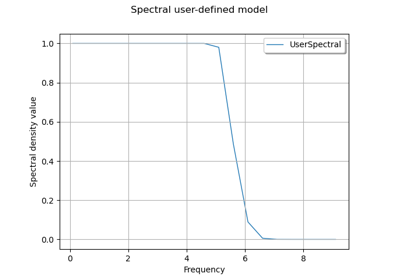 Spectral user-defined model
UserSpectral
1.0
0.8
0.6
0.4
0.2
0.0
Spectral density value
0
2
4
6
8
Frequency